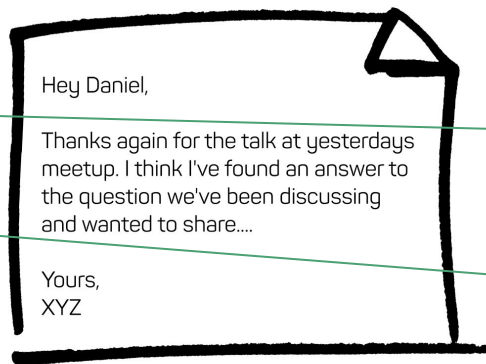 Hey Daniel,
Thanks again for the talk at yesterdays
meetup. I think I've found an answer to
the question we've been discussing
and wanted to share....
Yours,
XYZ